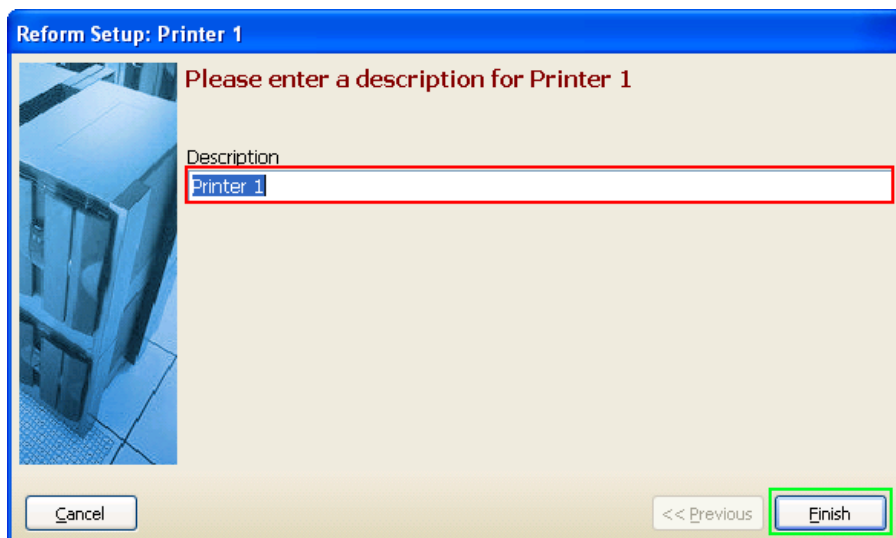 Reform Setup: Printer 1
Please enter a description for Printer 1
Description
Printer 1
Cancel
<< Previous
Finish